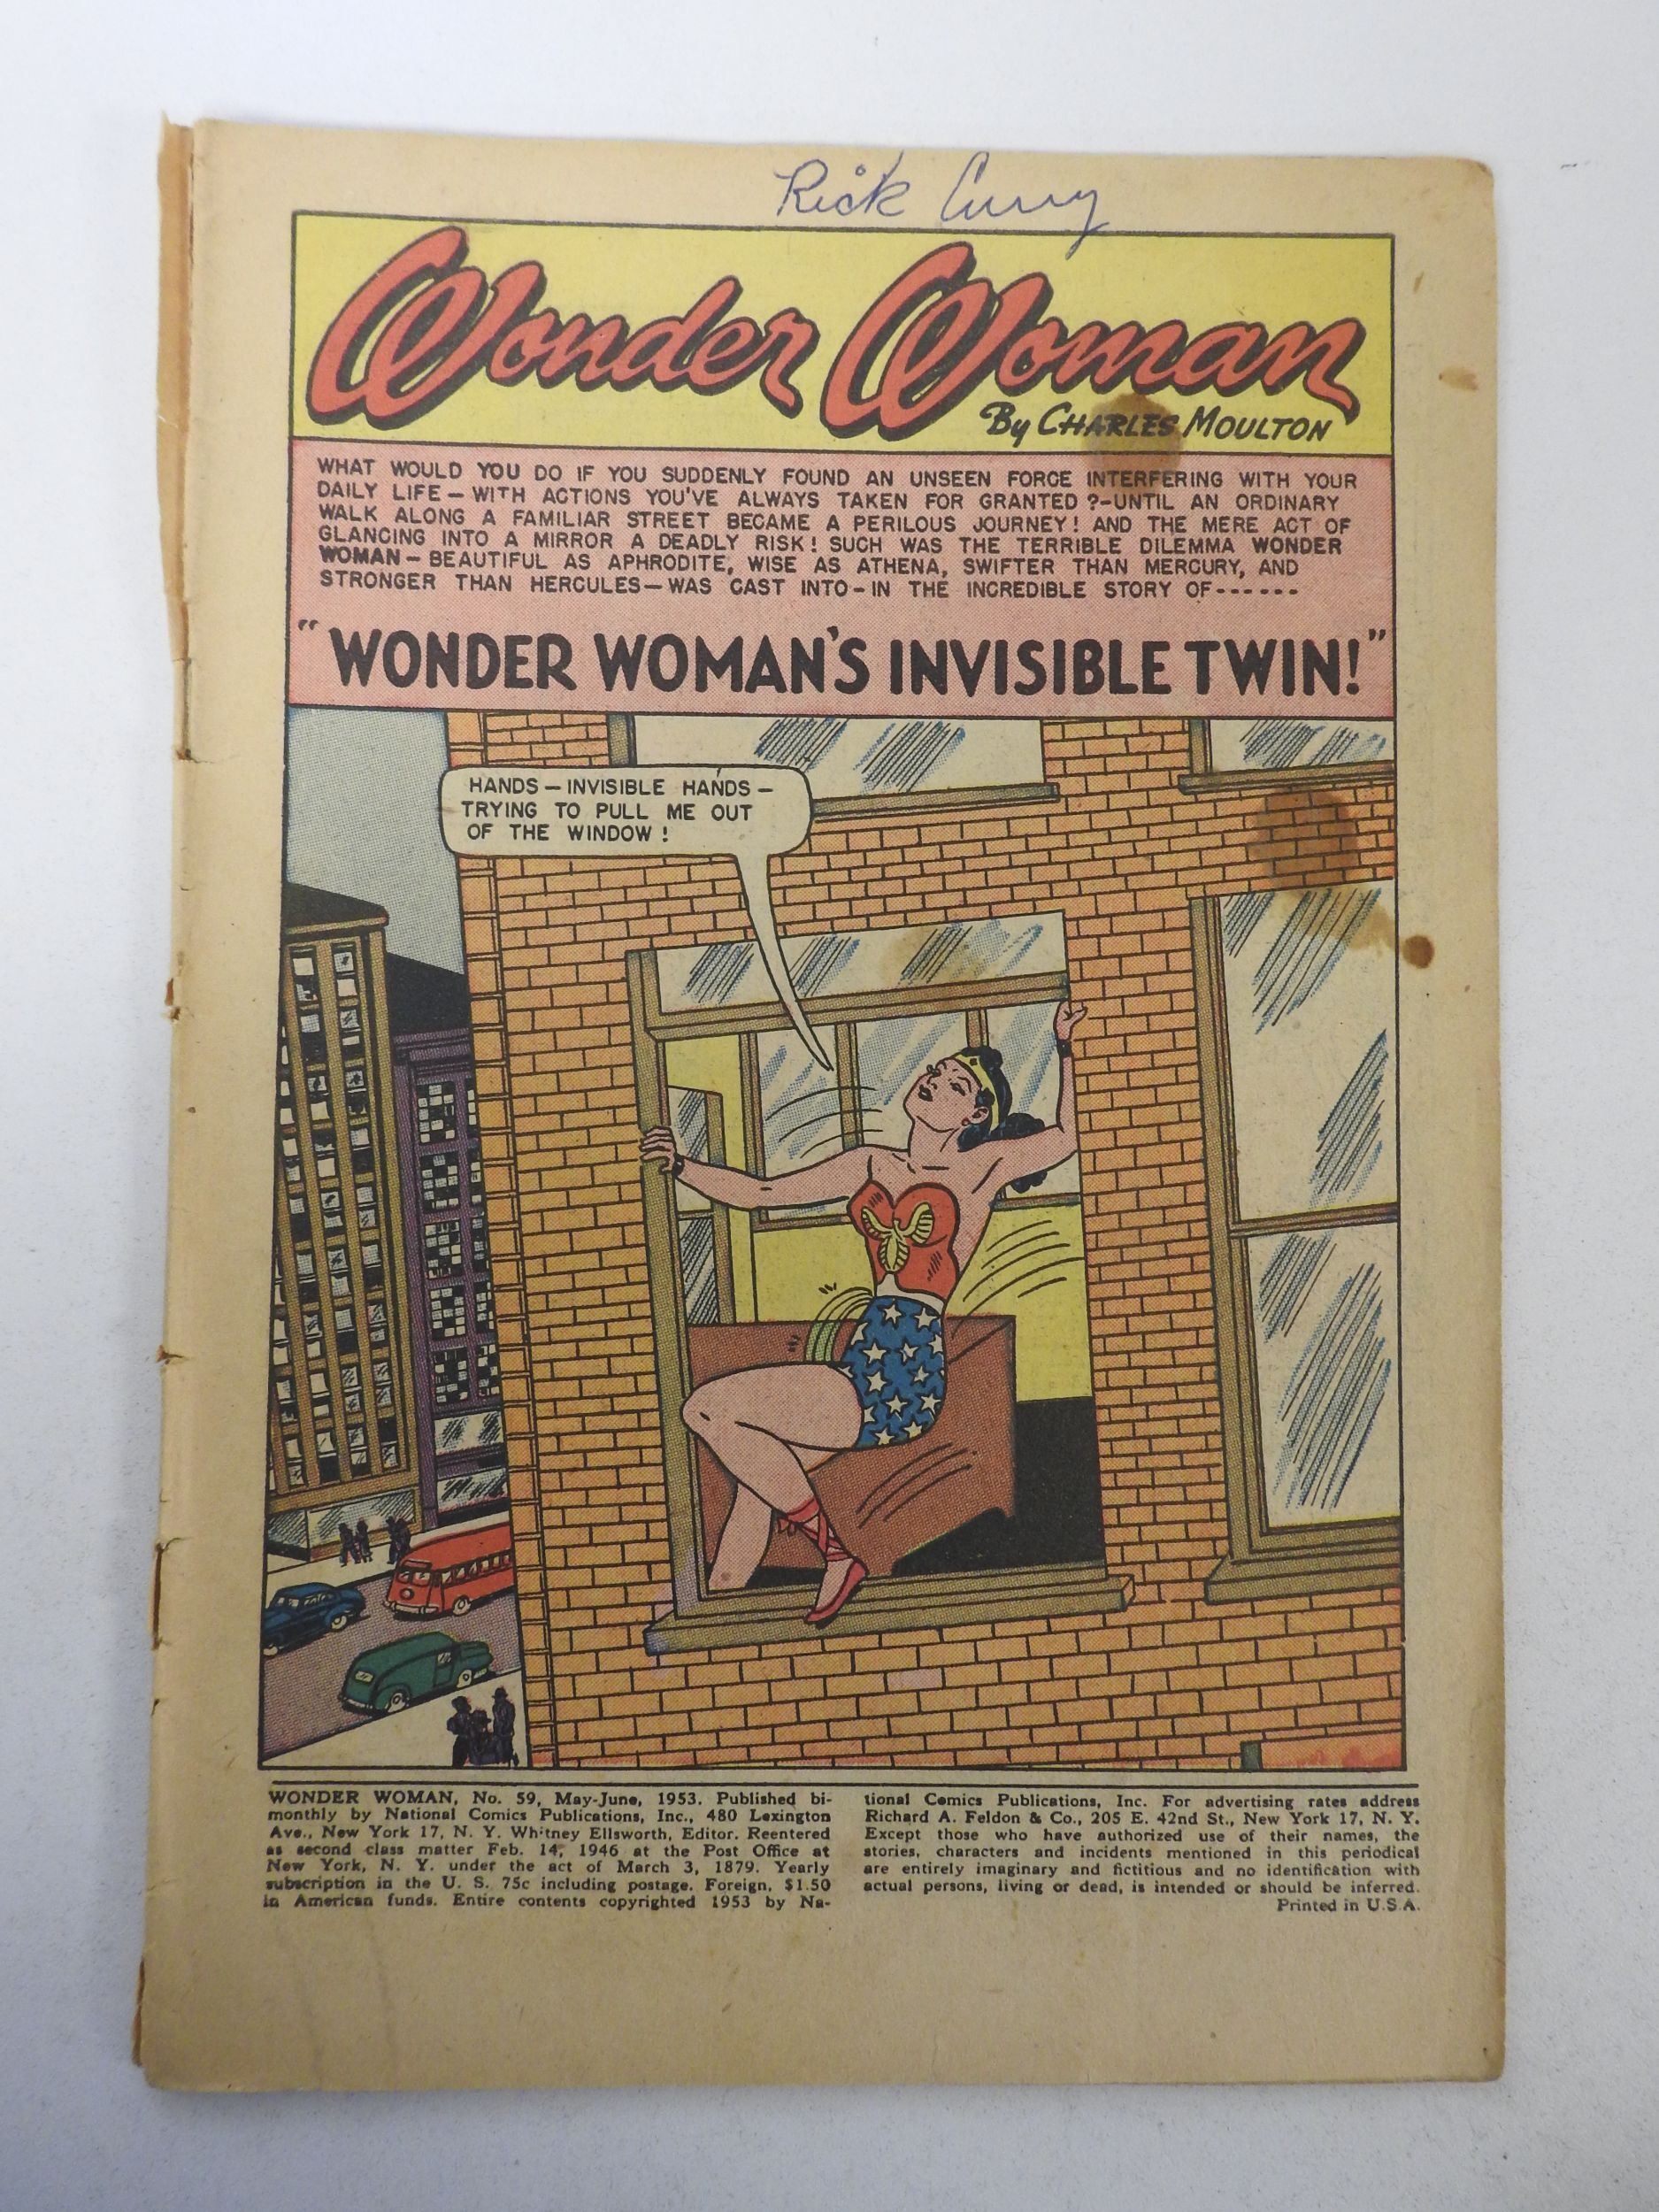 Rick Curry
Wonder Woman
By CHARLES MOULTON
WHAT WOULD YOU DO IF YOU SUDDENLY FOUND AN UNSEEN FORCE INTERFERING WITH YOUR
DAILY LIFE — WITH ACTIONS YOU'VE ALWAYS TAKEN FOR GRANTED ?-UNTIL AN ORDINARY
WALK ALONG A FAMILIAR STREET BECAME A PERILOUS JOURNEY! AND THE MERE ACT OF
GLANCING INTO A MIRROR A DEADLY RISK! SUCH WAS THE TERRIBLE DILEMMA WONDER
WOMAN — BEAUTIFUL AS APHRODITE, WISE AS ATHENA, SWIFTER THAN MERCURY, AND
STRONGER THAN HERCULES — WAS CAST INTO - IN THE INCREDIBLE STORY OF------
"WONDER WOMAN'S INVISIBLE TWIN!"
HANDS — INVISIBLE HANDS —
TRYING TO PULL ME OUT
OF THE WINDOW !
WONDER WOMAN, No. 59, May-June, 1953. Published bi-
monthly by National Comics Publications, Inc., 480 Lexington
Ave., New York 17, N. Y. Whitney Ellsworth, Editor. Reentered
as second class matter Feb. 14, 1946 at the Post Office at
New York, N. Y. under the act of March 3, 1879. Yearly
subscription in the U. S. 75c including postage. Foreign, $1.50
in American funds. Entire contents copyrighted 1953 by Na-
tional Comics Publications, Inc. For advertising rates address
Richard A. Feldon & Co., 205 E. 42nd St., New York 17, N. Y.
Except those who have authorized use of their names, the
stories, characters and incidents mentioned in this periodical
are entirely imaginary and fictitious and no identification with
actual persons, living or dead, is intended or should be inferred.
Printed in U.S.A.